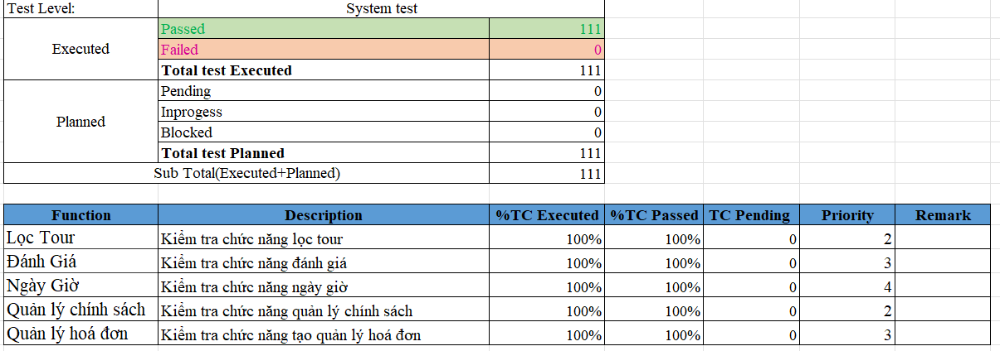 Test Level: System test
Executed Passed 111
Failed 0
Total test Executed 111
Planned Pending 0
Inprogess 0
Blocked 0
Total test Planned 111
Sub Total(Executed+Planned) 111
Function Description %TC Executed %TC Passed TC Pending Priority Remark
Lọc Tour Kiểm tra chức năng lọc tour 100% 100% 0 2
Đánh Giá Kiểm tra chức năng đánh giá 100% 100% 0 3
Ngày Giờ Kiểm tra chức năng ngày giờ 100% 100% 0 4
Quản lý chính sách Kiểm tra chức năng quản lý chính sách 100% 100% 0 2
Quản lý hoá đơn Kiểm tra chức năng tạo quản lý hoá đơn 100% 100% 0 3